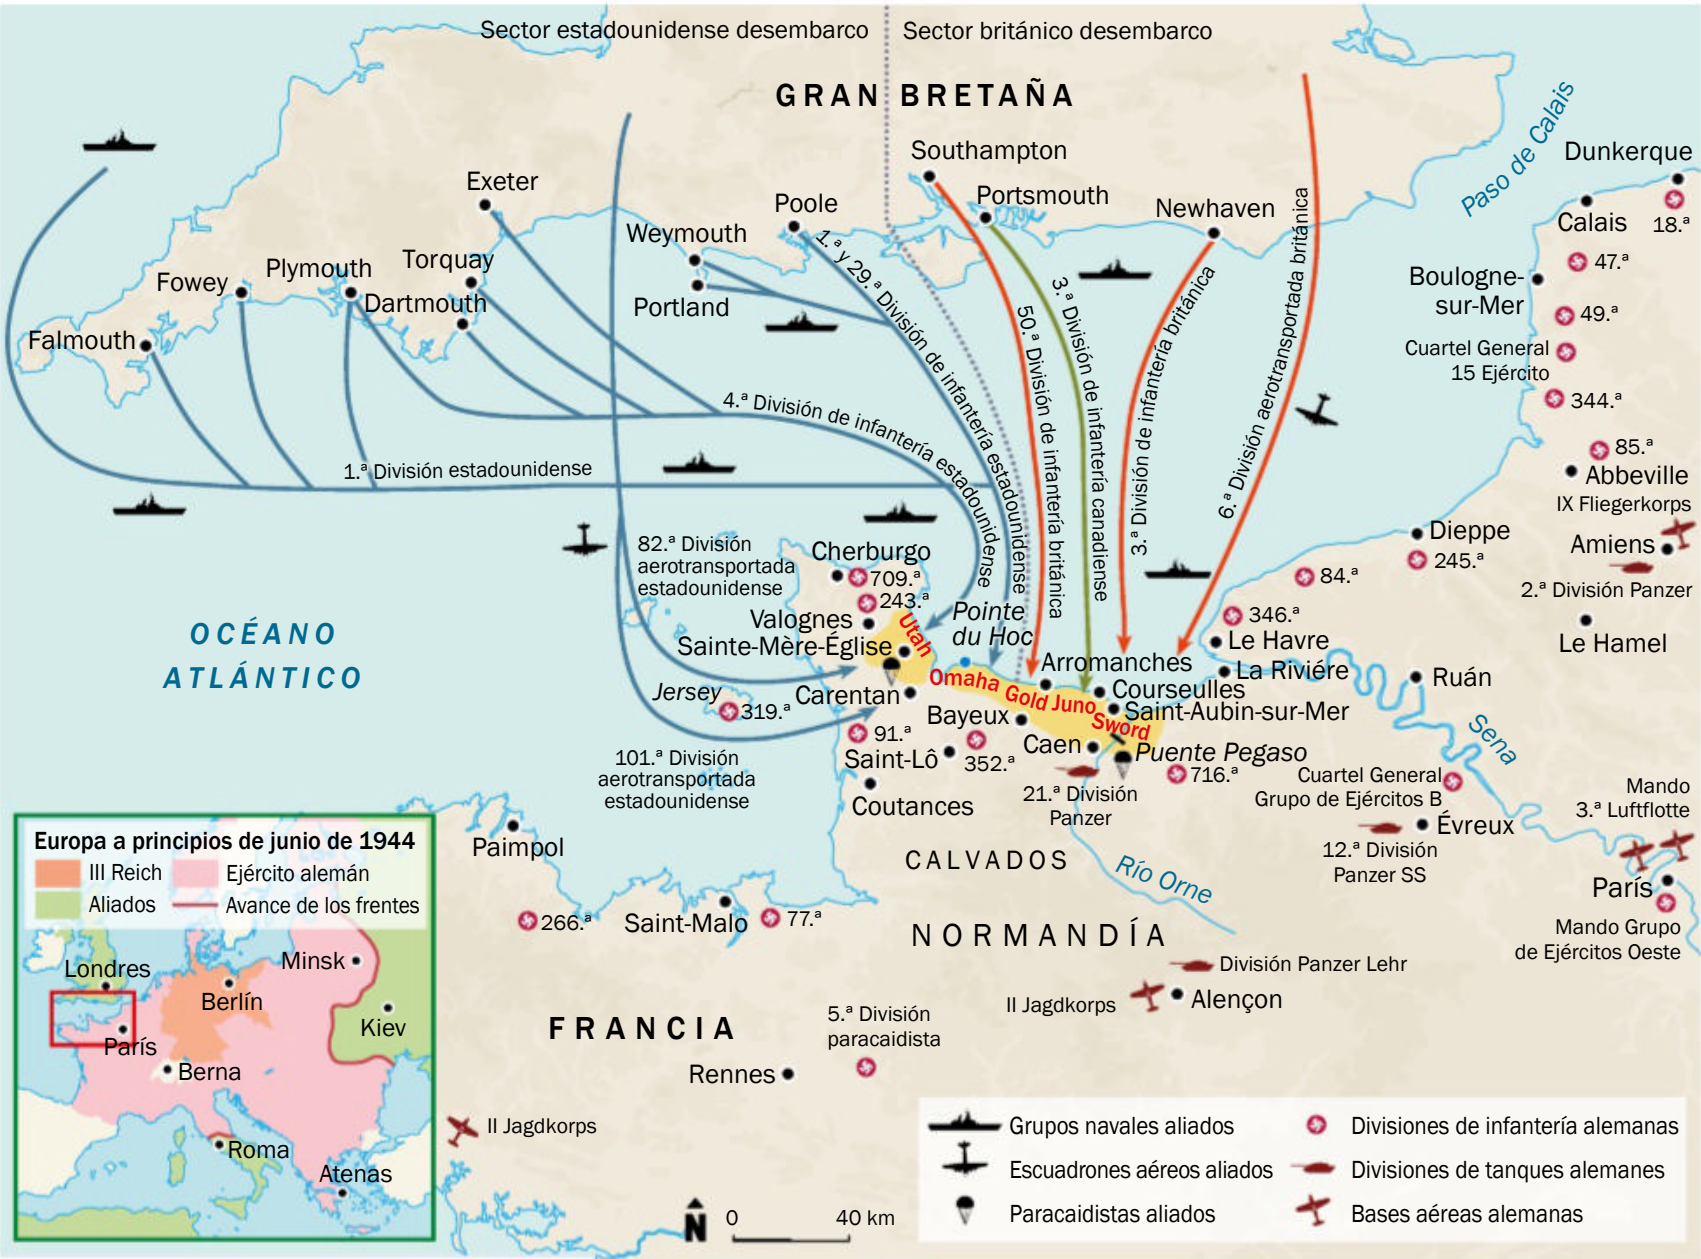 Sector estadounidense desembarco
Sector británico desembarco
GRAN BRETAÑA
Southampton
Portsmouth
Newhaven
Exeter
Poole
Weymouth
Portland
Torquay
Dartmouth
Plymouth
Fowey
Falmouth
Paso de Calais
Dunkerque
18.ª
Calais
47.ª
Boulogne-
sur-Mer
49.ª
Cuartel General
15 Ejército
344.ª
85.ª
Abbeville
IX Fliegerkorps
Amiens
2.ª División Panzer
Le Hamel
Dieppe
245.ª
84.ª
346.ª
Le Havre
La Riviére
Ruán
Sena
1.ª y 29.ª División de infantería estadounidense
50.ª División de infantería británica
3.ª División de infantería canadiense
3.ª División de infantería británica
6.ª División aerotransportada británica
4.ª División de infantería estadounidense
1.ª División estadounidense
82.ª División
aerotransportada
estadounidense
Cherburgo
709.ª
243.ª
Valognes
Sainte-Mère-Église
Utah
Pointe
du Hoc
Omaha
Gold
Juno
Sword
Arromanches
Courseulles
Saint-Aubin-sur-Mer
Puente Pegaso
Jersey
319.ª
Carentan
Bayeux
91.ª
Caen
Saint-Lô
352.ª
716.ª
Coutances
21.ª División
Panzer
101.ª División
aerotransportada
estadounidense
OCÉANO
ATLÁNTICO
Cuartel General
Grupo de Ejércitos B
Évreux
12.ª División
Panzer SS
Mando
3.ª Luftflotte
París
Mando Grupo
de Ejércitos Oeste
CALVADOS
Río Orne
NORMANDÍA
Paimpol
266.ª
Saint-Malo
77.ª
División Panzer Lehr
II Jagdkorps
Alençon
FRANCIA
5.ª División
paracaidista
Rennes
II Jagdkorps
Europa a principios de junio de 1944
III Reich
Ejército alemán
Aliados
Avance de los frentes
Londres
Minsk
Berlín
Kiev
París
Berna
Roma
Atenas
N
0
40 km
Grupos navales aliados
Escuadrones aéreos aliados
Paracaidistas aliados
Divisiones de infantería alemanas
Divisiones de tanques alemanes
Bases aéreas alemanas